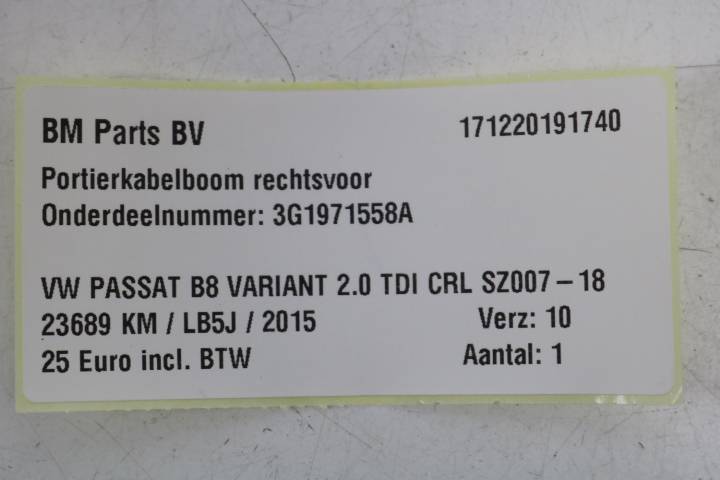 BM Parts BV 171220191740
Portierkabelboom rechtsvoor
Onderdeelnummer: 3G1971558A
VW PASSAT B8 VARIANT 2.0 TDI CRL SZ007-18
23689 KM / LB5J / 2015 Verz: 10
25 Euro incl. BTW Aantal: 1